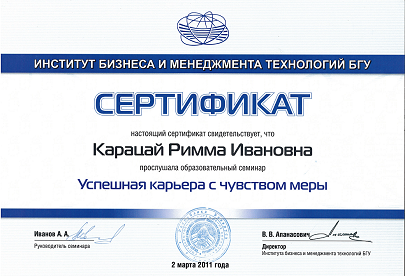 ИНСТИТУТ БИЗНЕСА И МЕНЕДЖМЕНТА ТЕХНОЛОГИЙ БГУ
СЕРТИФИКАТ
настоящий сертификат свидетельствует, что
Карацай Римма Ивановна
прослушала образовательный семинар
Успешная карьера с чувством меры
Иванов А. А.
Руководитель семинара
В. В. Апанасович
Директор
Института бизнеса и менеджмента технологий БГУ
2 марта 2011 года